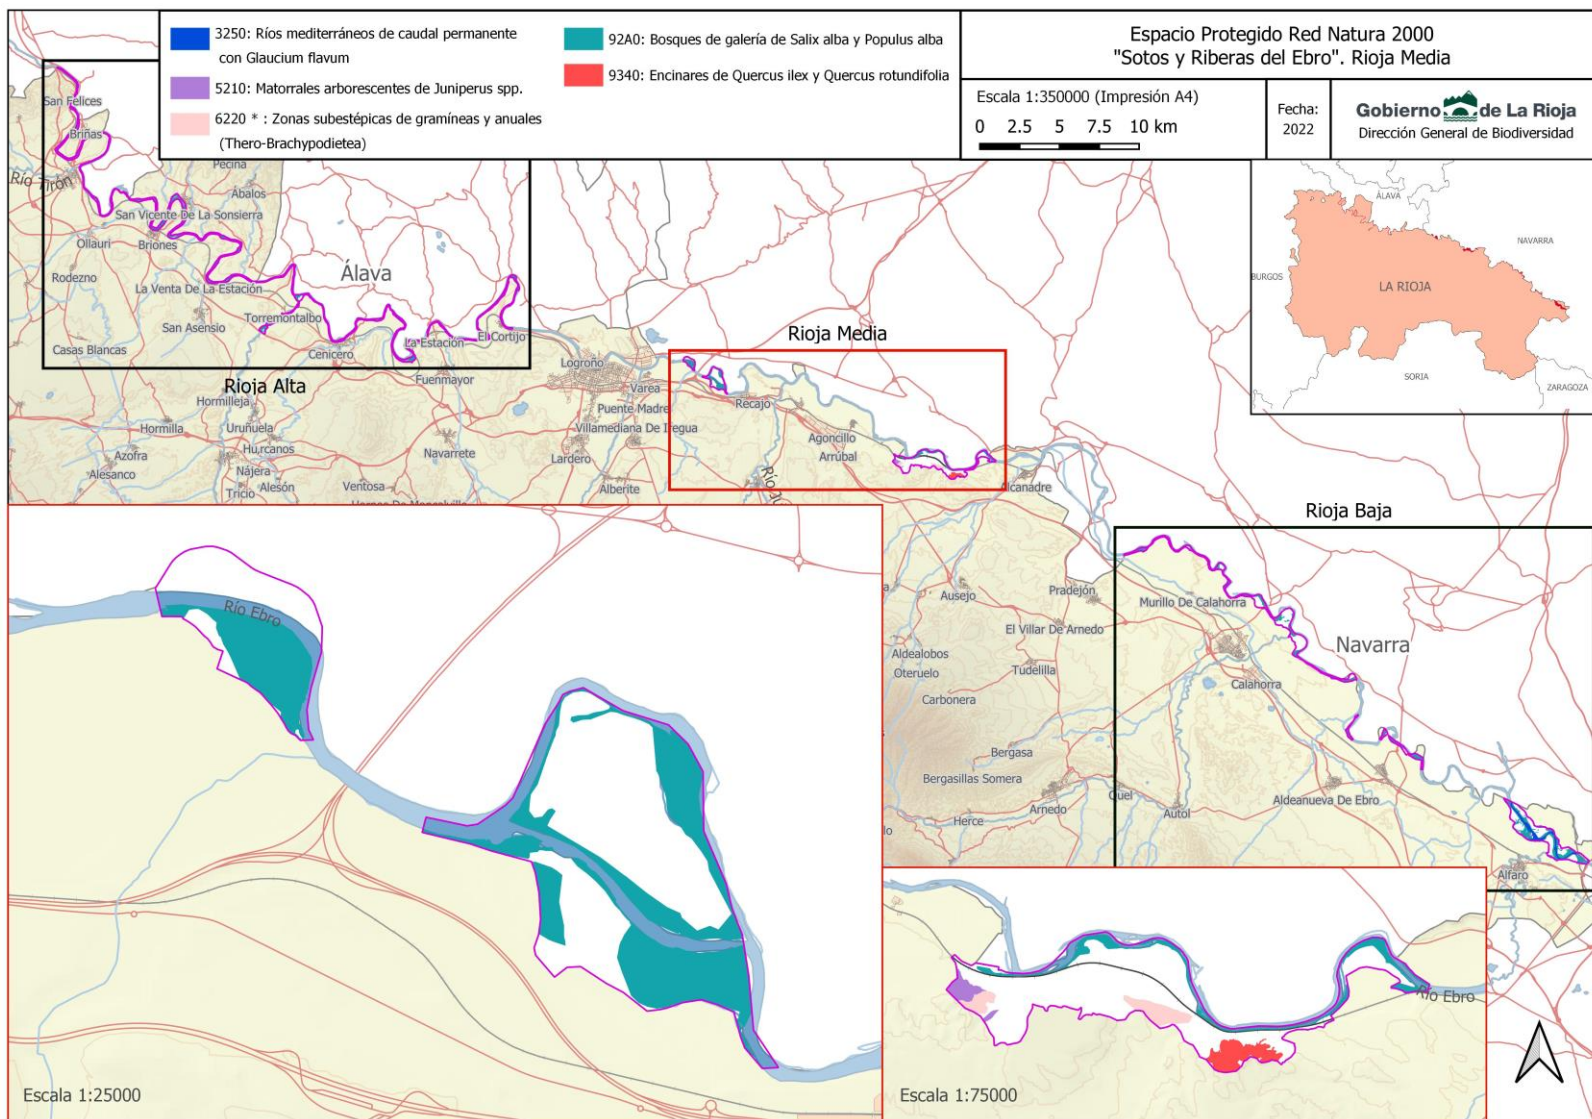 3250: Ríos mediterráneos de caudal permanente
con Glaucium flavum
5210: Matorrales arborescentes de Juniperus spp.
6220 * : Zonas subestépicas de gramíneas y anuales
(Thero-Brachypodietea)
92A0: Bosques de galería de Salix alba y Populus alba
9340: Encinares de Quercus ilex y Quercus rotundifolia
Espacio Protegido Red Natura 2000
"Sotos y Riberas del Ebro". Rioja Media
Escala 1:350000 (Impresión A4)
0 2.5 5 7.5 10 km
Fecha:
2022
Gobierno de La Rioja
Dirección General de Biodiversidad
San Felices
Briñas
Río Tirón
Pecina
Ábalos
San Vicente De La Sonsierra
Ollauri
Briones
Rodezno
La Venta De La Estación
Álava
San Asensio
Torremontalbo
Casas Blancas
Cenicero
La Estación
El Cortijo
Rioja Alta
Fuenmayor
Hormilleja
Hormilla
Uruñuela
Azofra
Hurcanos
Alesanco
Nájera
Tricio
Alesón
Ventosa
Navarrete
Logroño
Varea
Puente Madre
Villamediana De Iregua
Lardero
Alberite
Rioja Media
Recajo
Agoncillo
Arrúbal
ÁLAVA
NAVARRA
BURGOS
LA RIOJA
SORIA
ZARAGOZA
Rioja Baja
Ausejo
Pradejón
Murillo De Calahorra
El Villar De Arnedo
Aldealobos
Oteruelo
Tudelilla
Carbonera
Navarra
Calahorra
Bergasa
Bergasillas Somera
Arnedo
Herce
Quel
Autol
Aldeanueva De Ebro
Alfaro
Río Ebro
Escala 1:25000
Río Ebro
Escala 1:75000